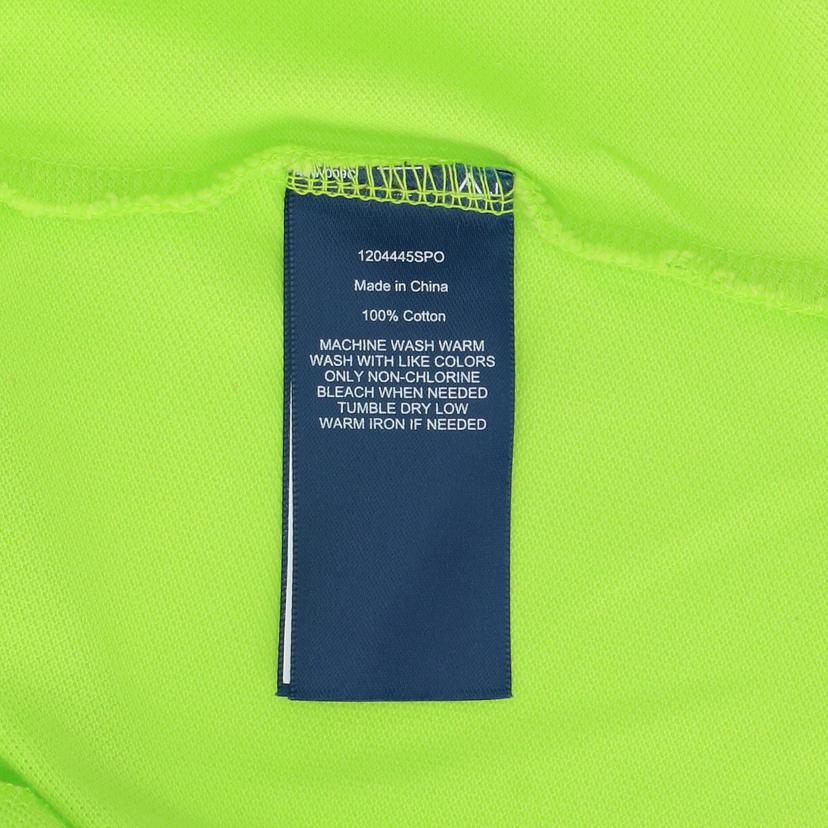 1204445SPO
Made in China
100% Cotton
MACHINE WASH WARM
WASH WITH LIKE COLORS
ONLY NON-CHLORINE
BLEACH WHEN NEEDED
TUMBLE DRY LOW
WARM IRON IF NEEDED